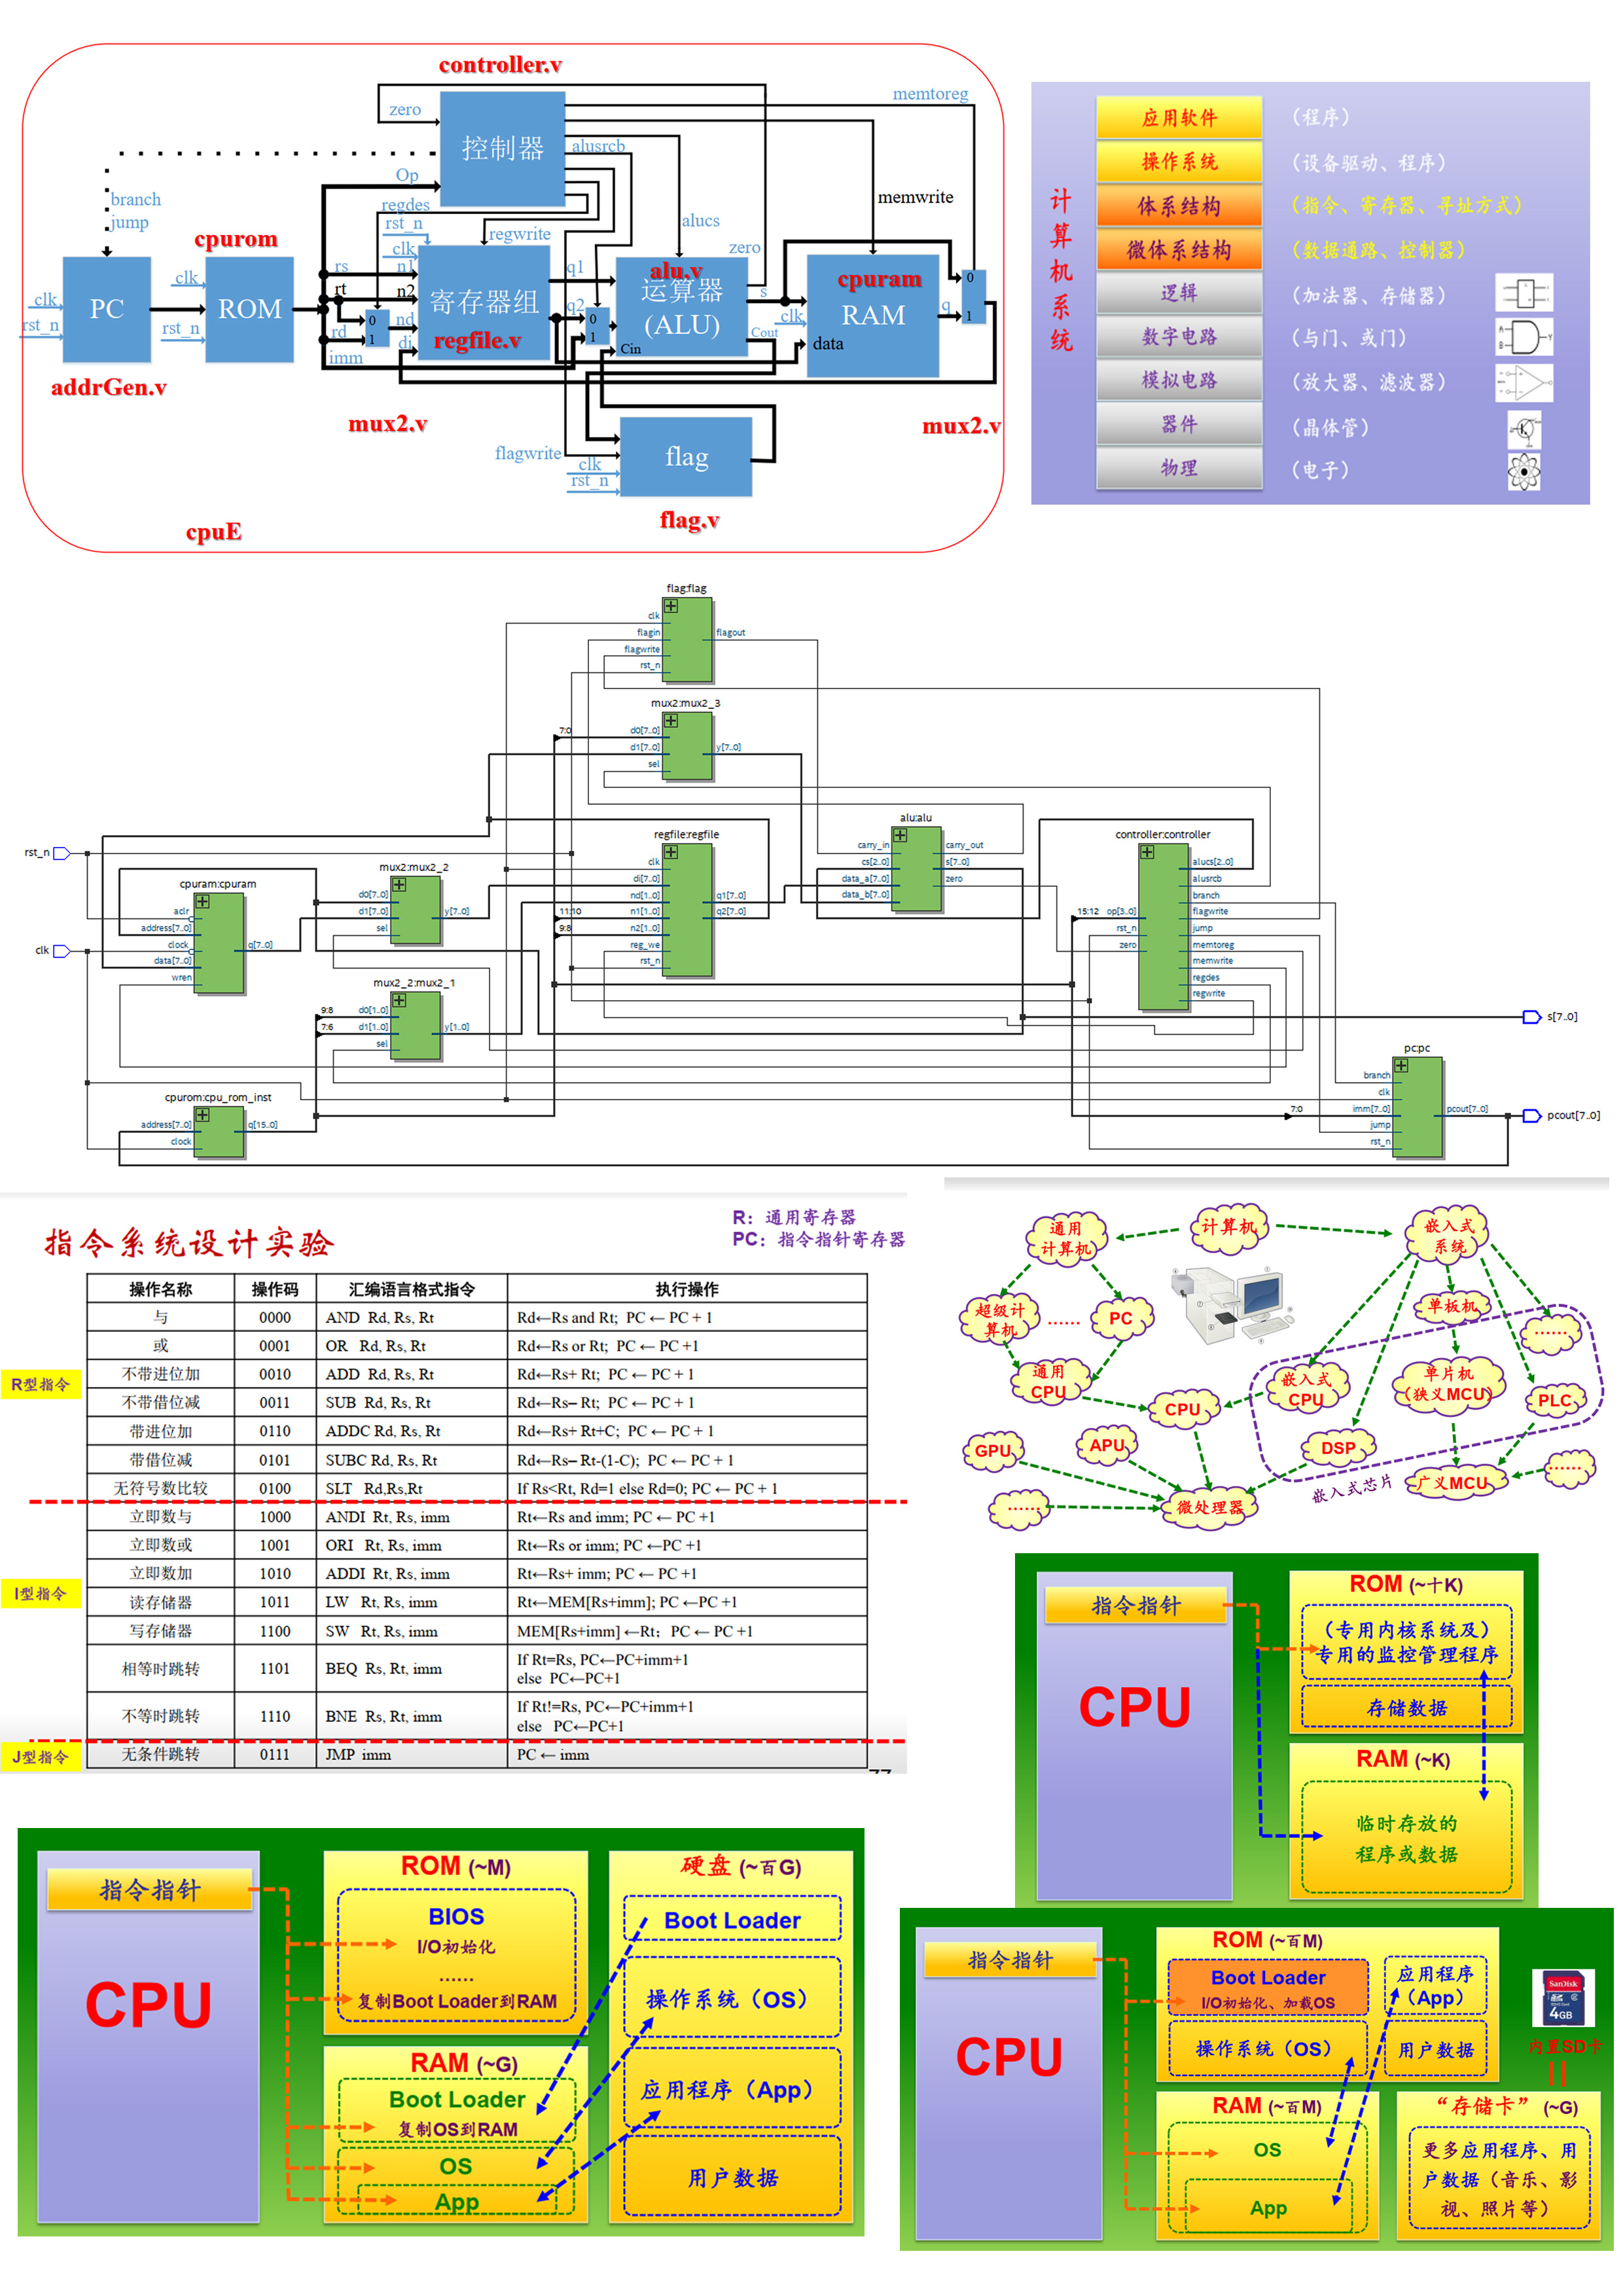 controller.v
zero
控制器
memtoreg
alusrcb
Op
branch
jump
regdes
rst_n
regwrite
alucs
memwrite
cpurom
clk
zero
clk
rst_n
PC
clk
rst_n
ROM
rs
n1
rt
n2
寄存器组
rd
nd
imm
di
regfile.v
0
1
q1
q2
0
1
alu.v
运算器
(ALU)
Cin
Cout
s
cpuram
RAM
clk
data
q
0
1
addrGen.v
mux2.v
mux2.v
flagwrite
clk
rst_n
flag
flag.v
cpuE
计算机系统
应用软件 （程序）
操作系统 （设备驱动、程序）
体系结构 （指令、寄存器、寻址方式）
微体系结构 （数据通路、控制器）
逻辑 （加法器、存储器）
数字电路 （与门、或门）
模拟电路 （放大器、滤波器）
器件 （晶体管）
物理 （电子）
flag:flag
clk
flagin
flagwrite
rst_n
flagout
mux2:mux2_3
7:0
d0[7..0]
d1[7..0]
sel
y[7..0]
rst_n
clk
cpuram:cpuram
aclr
address[7..0]
clock
data[7..0]
wren
q[7..0]
mux2:mux2_2
d0[7..0]
d1[7..0]
sel
y[7..0]
mux2_2:mux2_1
9:8
7:6
d0[1..0]
d1[1..0]
sel
y[1..0]
cpurom:cpu_rom_inst
address[7..0]
clock
q[15..0]
regfile:regfile
clk
di[7..0]
nd[1..0]
11:10
n1[1..0]
9:8
n2[1..0]
reg_we
rst_n
q1[7..0]
q2[7..0]
alu:alu
carry_in
cs[2..0]
data_a[7..0]
data_b[7..0]
carry_out
s[7..0]
zero
controller:controller
15:12
op[3..0]
rst_n
zero
alucs[2..0]
alusrcb
branch
flagwrite
jump
memtoreg
memwrite
regdes
regwrite
s[7..0]
pc:pc
branch
clk
7:0
imm[7..0]
jump
rst_n
pcout[7..0]
pcout[7..0]
指令系统设计实验
R：通用寄存器
PC：指令指针寄存器
操作名称 操作码 汇编语言格式指令 执行操作
与 0000 AND Rd, Rs, Rt Rd←Rs and Rt; PC ← PC + 1
或 0001 OR Rd, Rs, Rt Rd←Rs or Rt; PC ← PC +1
不带进位加 0010 ADD Rd, Rs, Rt Rd←Rs+ Rt; PC ← PC + 1
R型指令
不带借位减 0011 SUB Rd, Rs, Rt Rd←Rs– Rt; PC ← PC + 1
带进位加 0110 ADDC Rd, Rs, Rt Rd←Rs+ Rt+C; PC ← PC + 1
带借位减 0101 SUBC Rd, Rs, Rt Rd←Rs– Rt-(1-C); PC ← PC + 1
无符号数比较 0100 SLT Rd,Rs,Rt If Rs<Rt, Rd=1 else Rd=0; PC ← PC + 1
立即数与 1000 ANDI Rt, Rs, imm Rt←Rs and imm; PC ← PC +1
立即数或 1001 ORI Rt, Rs, imm Rt←Rs or imm; PC ←PC +1
立即数加 1010 ADDI Rt, Rs, imm Rt←Rs+ imm; PC ← PC +1
I型指令
读存储器 1011 LW Rt, Rs, imm Rt←MEM[Rs+imm]; PC ←PC +1
写存储器 1100 SW Rt, Rs, imm MEM[Rs+imm] ←Rt; PC ← PC +1
相等时跳转 1101 BEQ Rs, Rt, imm If Rt=Rs, PC←PC+imm+1
else PC←PC+1
不等时跳转 1110 BNE Rs, Rt, imm If Rt!=Rs, PC←PC+imm+1
else PC←PC+1
J型指令
无条件跳转 0111 JMP imm PC ← imm
计算机
通用
计算机
嵌入式
系统
超级计
算机
......
PC
单板机
......
通用
CPU
CPU
嵌入式
CPU
单片机
（狭义MCU）
PLC
GPU
APU
DSP
......
微处理器
嵌入式芯片
广义MCU
......
指令指针
CPU
ROM (~十K)
（专用内核系统及）
专用的监控管理程序
存储数据
RAM (~K)
临时存放的
程序或数据
指令指针
CPU
ROM (~M)
BIOS
I/O初始化
......
复制Boot Loader到RAM
RAM (~G)
Boot Loader
复制OS到RAM
OS
App
硬盘 (~百G)
Boot Loader
操作系统（OS）
应用程序（App）
用户数据
指令指针
CPU
ROM (~百M)
Boot Loader
I/O初始化、加载OS
操作系统（OS）
应用程序
（App）
用户数据
RAM (~百M)
OS
App
SanDisk
4GB
内置SD卡
“存储卡” (~G)
更多应用程序、用
户数据（音乐、影
视、照片等）